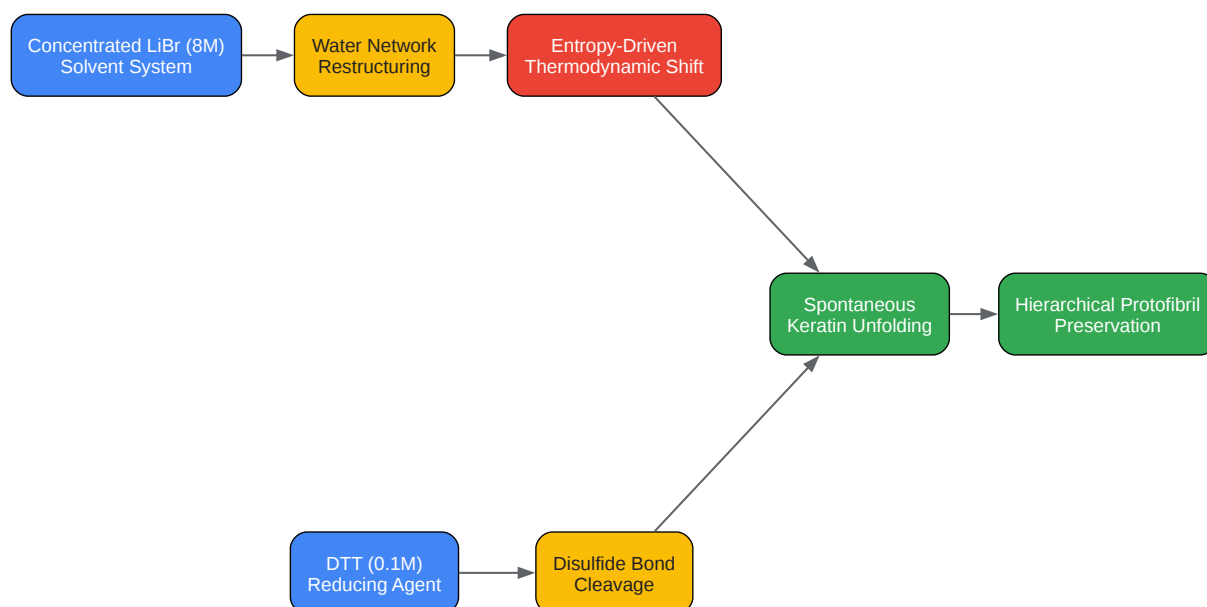 Concentrated LiBr (8M)
Solvent System
Water Network
Restructuring
Entropy-Driven
Thermodynamic Shift
Spontaneous
Keratin Unfolding
Hierarchical Protofibril
Preservation
DTT (0.1M)
Reducing Agent
Disulfide Bond
Cleavage